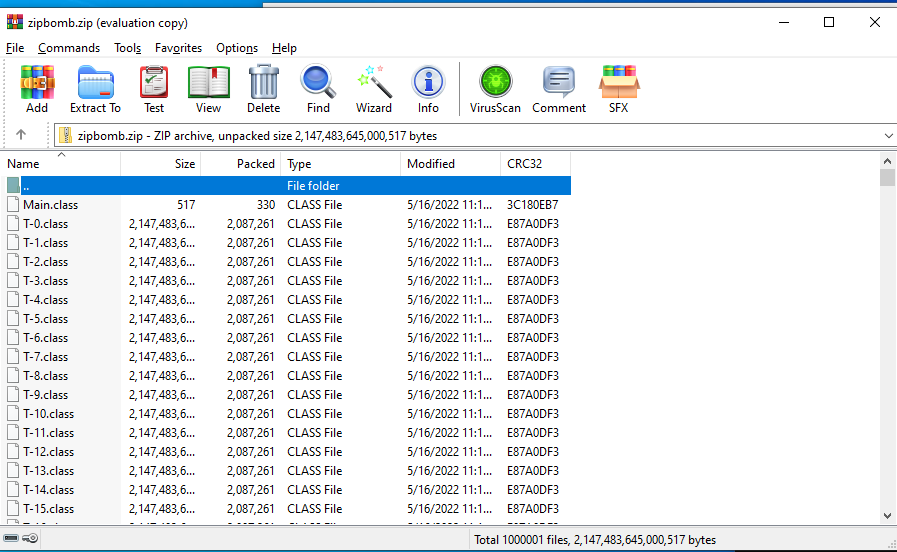 zipbomb.zip (evaluation copy)
File Commands Tools Favorites Options Help
Add Extract To Test View Delete Find Wizard Info VirusScan Comment SFX
zipbomb.zip - ZIP archive, unpacked size 2,147,483,645,000,517 bytes
Name Size Packed Type Modified CRC32
.. File folder
Main.class 517 330 CLASS File 5/16/2022 11:1... 3C180EB7
T-0.class 2,147,483,6... 2,087,261 CLASS File 5/16/2022 11:1... E87A0DF3
T-1.class 2,147,483,6... 2,087,261 CLASS File 5/16/2022 11:1... E87A0DF3
T-2.class 2,147,483,6... 2,087,261 CLASS File 5/16/2022 11:1... E87A0DF3
T-3.class 2,147,483,6... 2,087,261 CLASS File 5/16/2022 11:1... E87A0DF3
T-4.class 2,147,483,6... 2,087,261 CLASS File 5/16/2022 11:1... E87A0DF3
T-5.class 2,147,483,6... 2,087,261 CLASS File 5/16/2022 11:1... E87A0DF3
T-6.class 2,147,483,6... 2,087,261 CLASS File 5/16/2022 11:1... E87A0DF3
T-7.class 2,147,483,6... 2,087,261 CLASS File 5/16/2022 11:1... E87A0DF3
T-8.class 2,147,483,6... 2,087,261 CLASS File 5/16/2022 11:1... E87A0DF3
T-9.class 2,147,483,6... 2,087,261 CLASS File 5/16/2022 11:1... E87A0DF3
T-10.class 2,147,483,6... 2,087,261 CLASS File 5/16/2022 11:1... E87A0DF3
T-11.class 2,147,483,6... 2,087,261 CLASS File 5/16/2022 11:1... E87A0DF3
T-12.class 2,147,483,6... 2,087,261 CLASS File 5/16/2022 11:1... E87A0DF3
T-13.class 2,147,483,6... 2,087,261 CLASS File 5/16/2022 11:1... E87A0DF3
T-14.class 2,147,483,6... 2,087,261 CLASS File 5/16/2022 11:1... E87A0DF3
T-15.class 2,147,483,6... 2,087,261 CLASS File 5/16/2022 11:1... E87A0DF3
Total 1000001 files, 2,147,483,645,000,517 bytes